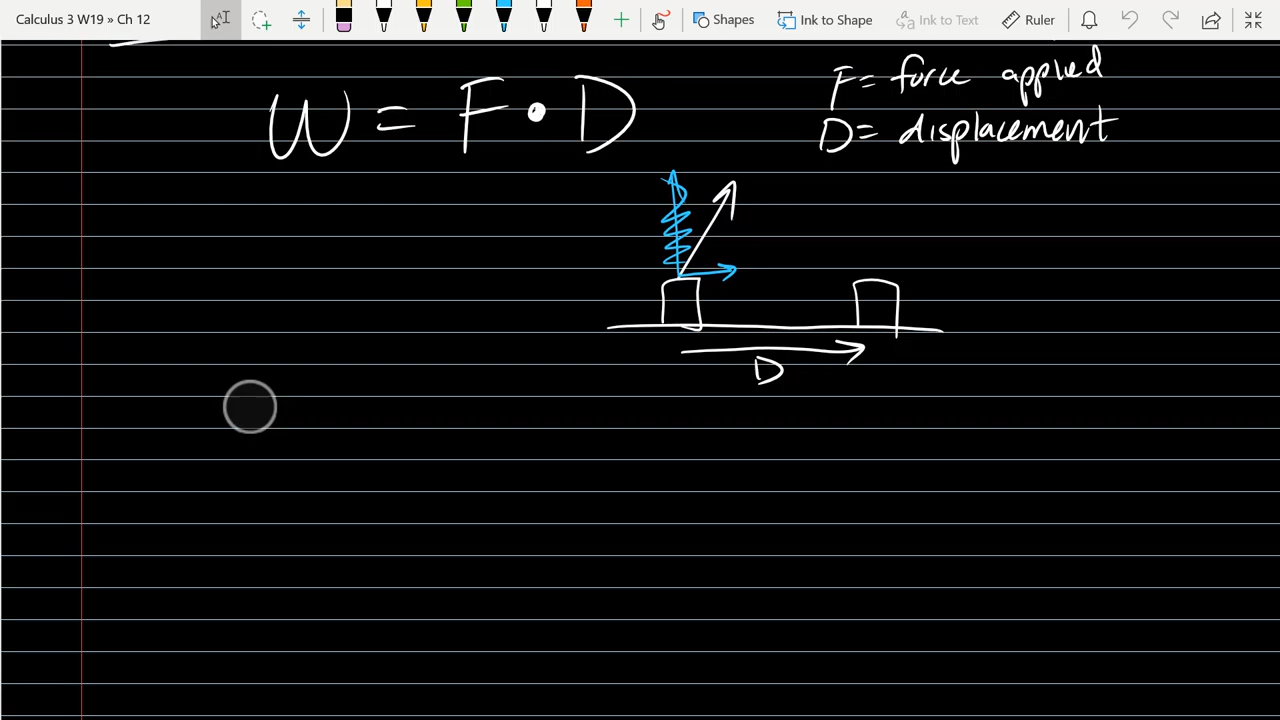 Calculus 3 W19 » Ch 12
Shapes
Ink to Shape
Ink to Text
Ruler
F = force applied
W = F • D
D = displacement
D